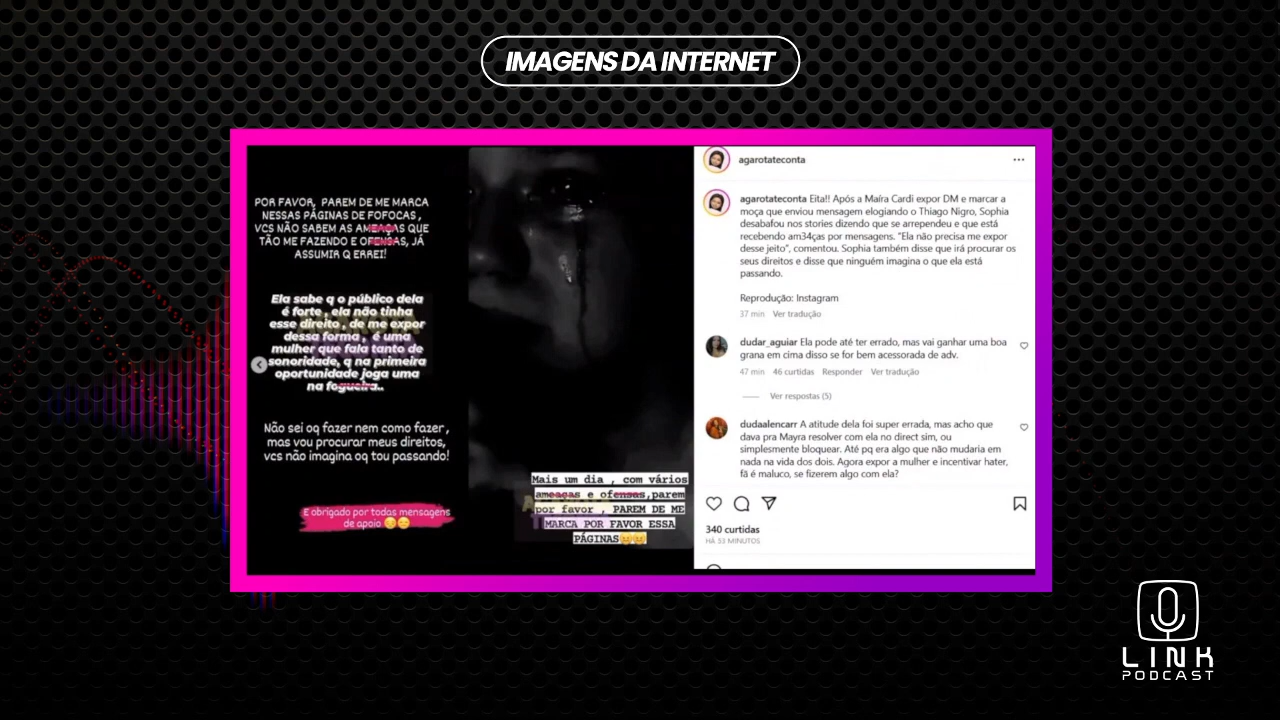 IMAGENS DA INTERNET
POR FAVOR, PAREM DE ME MARCA
NESSAS PÁGINAS DE FOFOCAS ,
VCS NÃO SABEM AS AMEAÇAS QUE
TÃO ME FAZENDO E OFENSAS, JÁ
ASSUMIR Q ERREI!
Ela sabe q o público dela
é forte , ela não tinha
esse direito , de me expor
dessa forma , é uma
mulher que fala tanto de
sonoridade, q na primeira
oportunidade joga uma
na fogueira..
Não sei oq fazer nem como fazer ,
mas vou procurar meus direitos,
vcs não imagina oq tou passando!
E obrigado por todas mensagens
de apoio 😔😔
Mais um dia , com vários
ameaças e ofensas,parem
por favor , PAREM DE ME
MARCA POR FAVOR ESSA
PÁGINAS
agarotateconta
agarotateconta Eita!! Após a Maíra Cardi expor DM e marcar a
moça que enviou mensagem elogiando o Thiago Nigro, Sophia
desabafou nos stories dizendo que se arrependeu e que está
recebendo am34ças por mensagens. "Ela não precisa me expor
desse jeito", comentou. Sophia também disse que irá procurar os
seus direitos e disse que ninguém imagina o que ela está
passando.
Reprodução: Instagram
37 min Ver tradução
dudar_aguiar Ela pode até ter errado, mas vai ganhar uma boa
grana em cima disso se for bem acessorada de adv.
47 min 46 curtidas Responder Ver tradução
Ver respostas (5)
dudaalencarr A atitude dela foi super errada, mas acho que
dava pra Mayra resolver com ela no direct sim, ou
simplesmente bloquear. Até pq era algo que não mudaria em
nada na vida dos dois. Agora expor a mulher e incentivar hater,
fã é maluco, se fizerem algo com ela?
340 curtidas
HÁ 53 MINUTOS
LINK
PODCAST